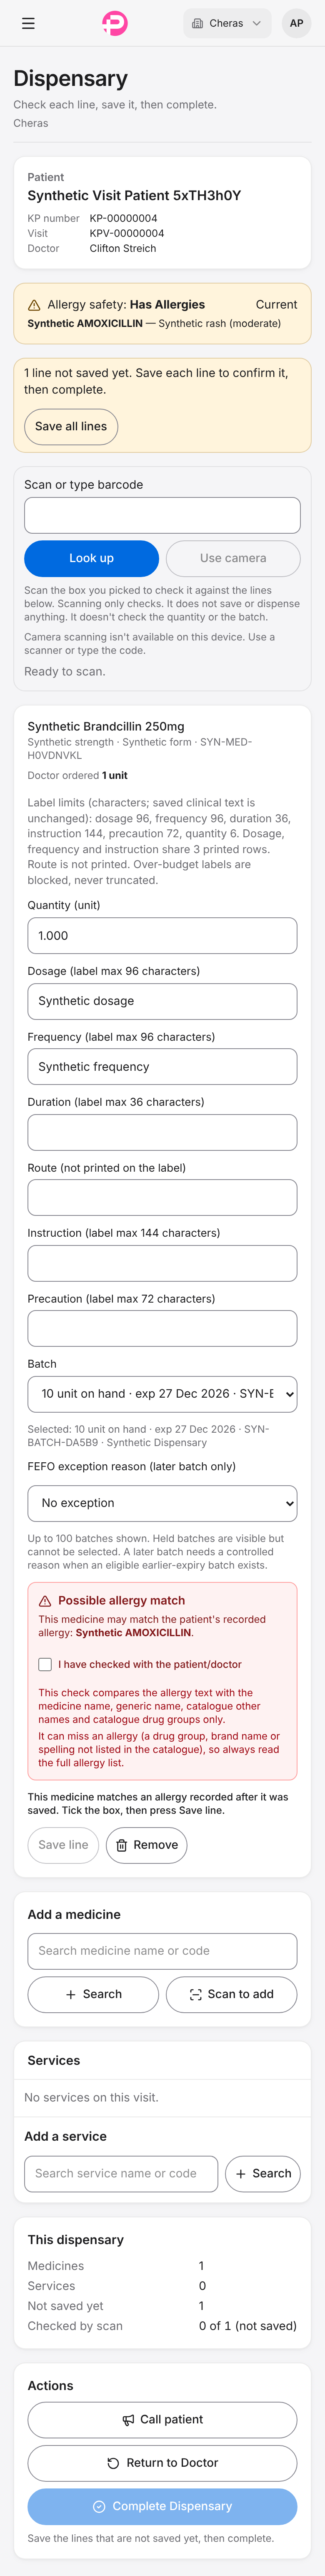 Cheras
AP
Dispensary
Check each line, save it, then complete.
Cheras
Patient
Synthetic Visit Patient 5xTH3h0Y
KP number KP-00000004
Visit KPV-00000004
Doctor Clifton Streich
Allergy safety: Has Allergies Current
Synthetic AMOXICILLIN — Synthetic rash (moderate)
1 line not saved yet. Save each line to confirm it,
then complete.
Save all lines
Scan or type barcode
Look up Use camera
Scan the box you picked to check it against the lines
below. Scanning only checks. It does not save or dispense
anything. It doesn't check the quantity or the batch.
Camera scanning isn't available on this device. Use a
scanner or type the code.
Ready to scan.
Synthetic Brandcillin 250mg
Synthetic strength · Synthetic form · SYN-MED-
H0VDNVKL
Doctor ordered 1 unit
Label limits (characters; saved clinical text is
unchanged): dosage 96, frequency 96, duration 36,
instruction 144, precaution 72, quantity 6. Dosage,
frequency and instruction share 3 printed rows.
Route is not printed. Over-budget labels are
blocked, never truncated.
Quantity (unit)
1.000
Dosage (label max 96 characters)
Synthetic dosage
Frequency (label max 96 characters)
Synthetic frequency
Duration (label max 36 characters)
Route (not printed on the label)
Instruction (label max 144 characters)
Precaution (label max 72 characters)
Batch
10 unit on hand · exp 27 Dec 2026 · SYN-E
Selected: 10 unit on hand · exp 27 Dec 2026 · SYN-
BATCH-DA5B9 · Synthetic Dispensary
FEFO exception reason (later batch only)
No exception
Up to 100 batches shown. Held batches are visible but
cannot be selected. A later batch needs a controlled
reason when an eligible earlier-expiry batch exists.
Possible allergy match
This medicine may match the patient's recorded
allergy: Synthetic AMOXICILLIN.
I have checked with the patient/doctor
This check compares the allergy text with the
medicine name, generic name, catalogue other
names and catalogue drug groups only.
It can miss an allergy (a drug group, brand name or
spelling not listed in the catalogue), so always read
the full allergy list.
This medicine matches an allergy recorded after it was
saved. Tick the box, then press Save line.
Save line Remove
Add a medicine
Search medicine name or code
Search Scan to add
Services
No services on this visit.
Add a service
Search service name or code Search
This dispensary
Medicines 1
Services 0
Not saved yet 1
Checked by scan 0 of 1 (not saved)
Actions
Call patient
Return to Doctor
Complete Dispensary
Save the lines that are not saved yet, then complete.